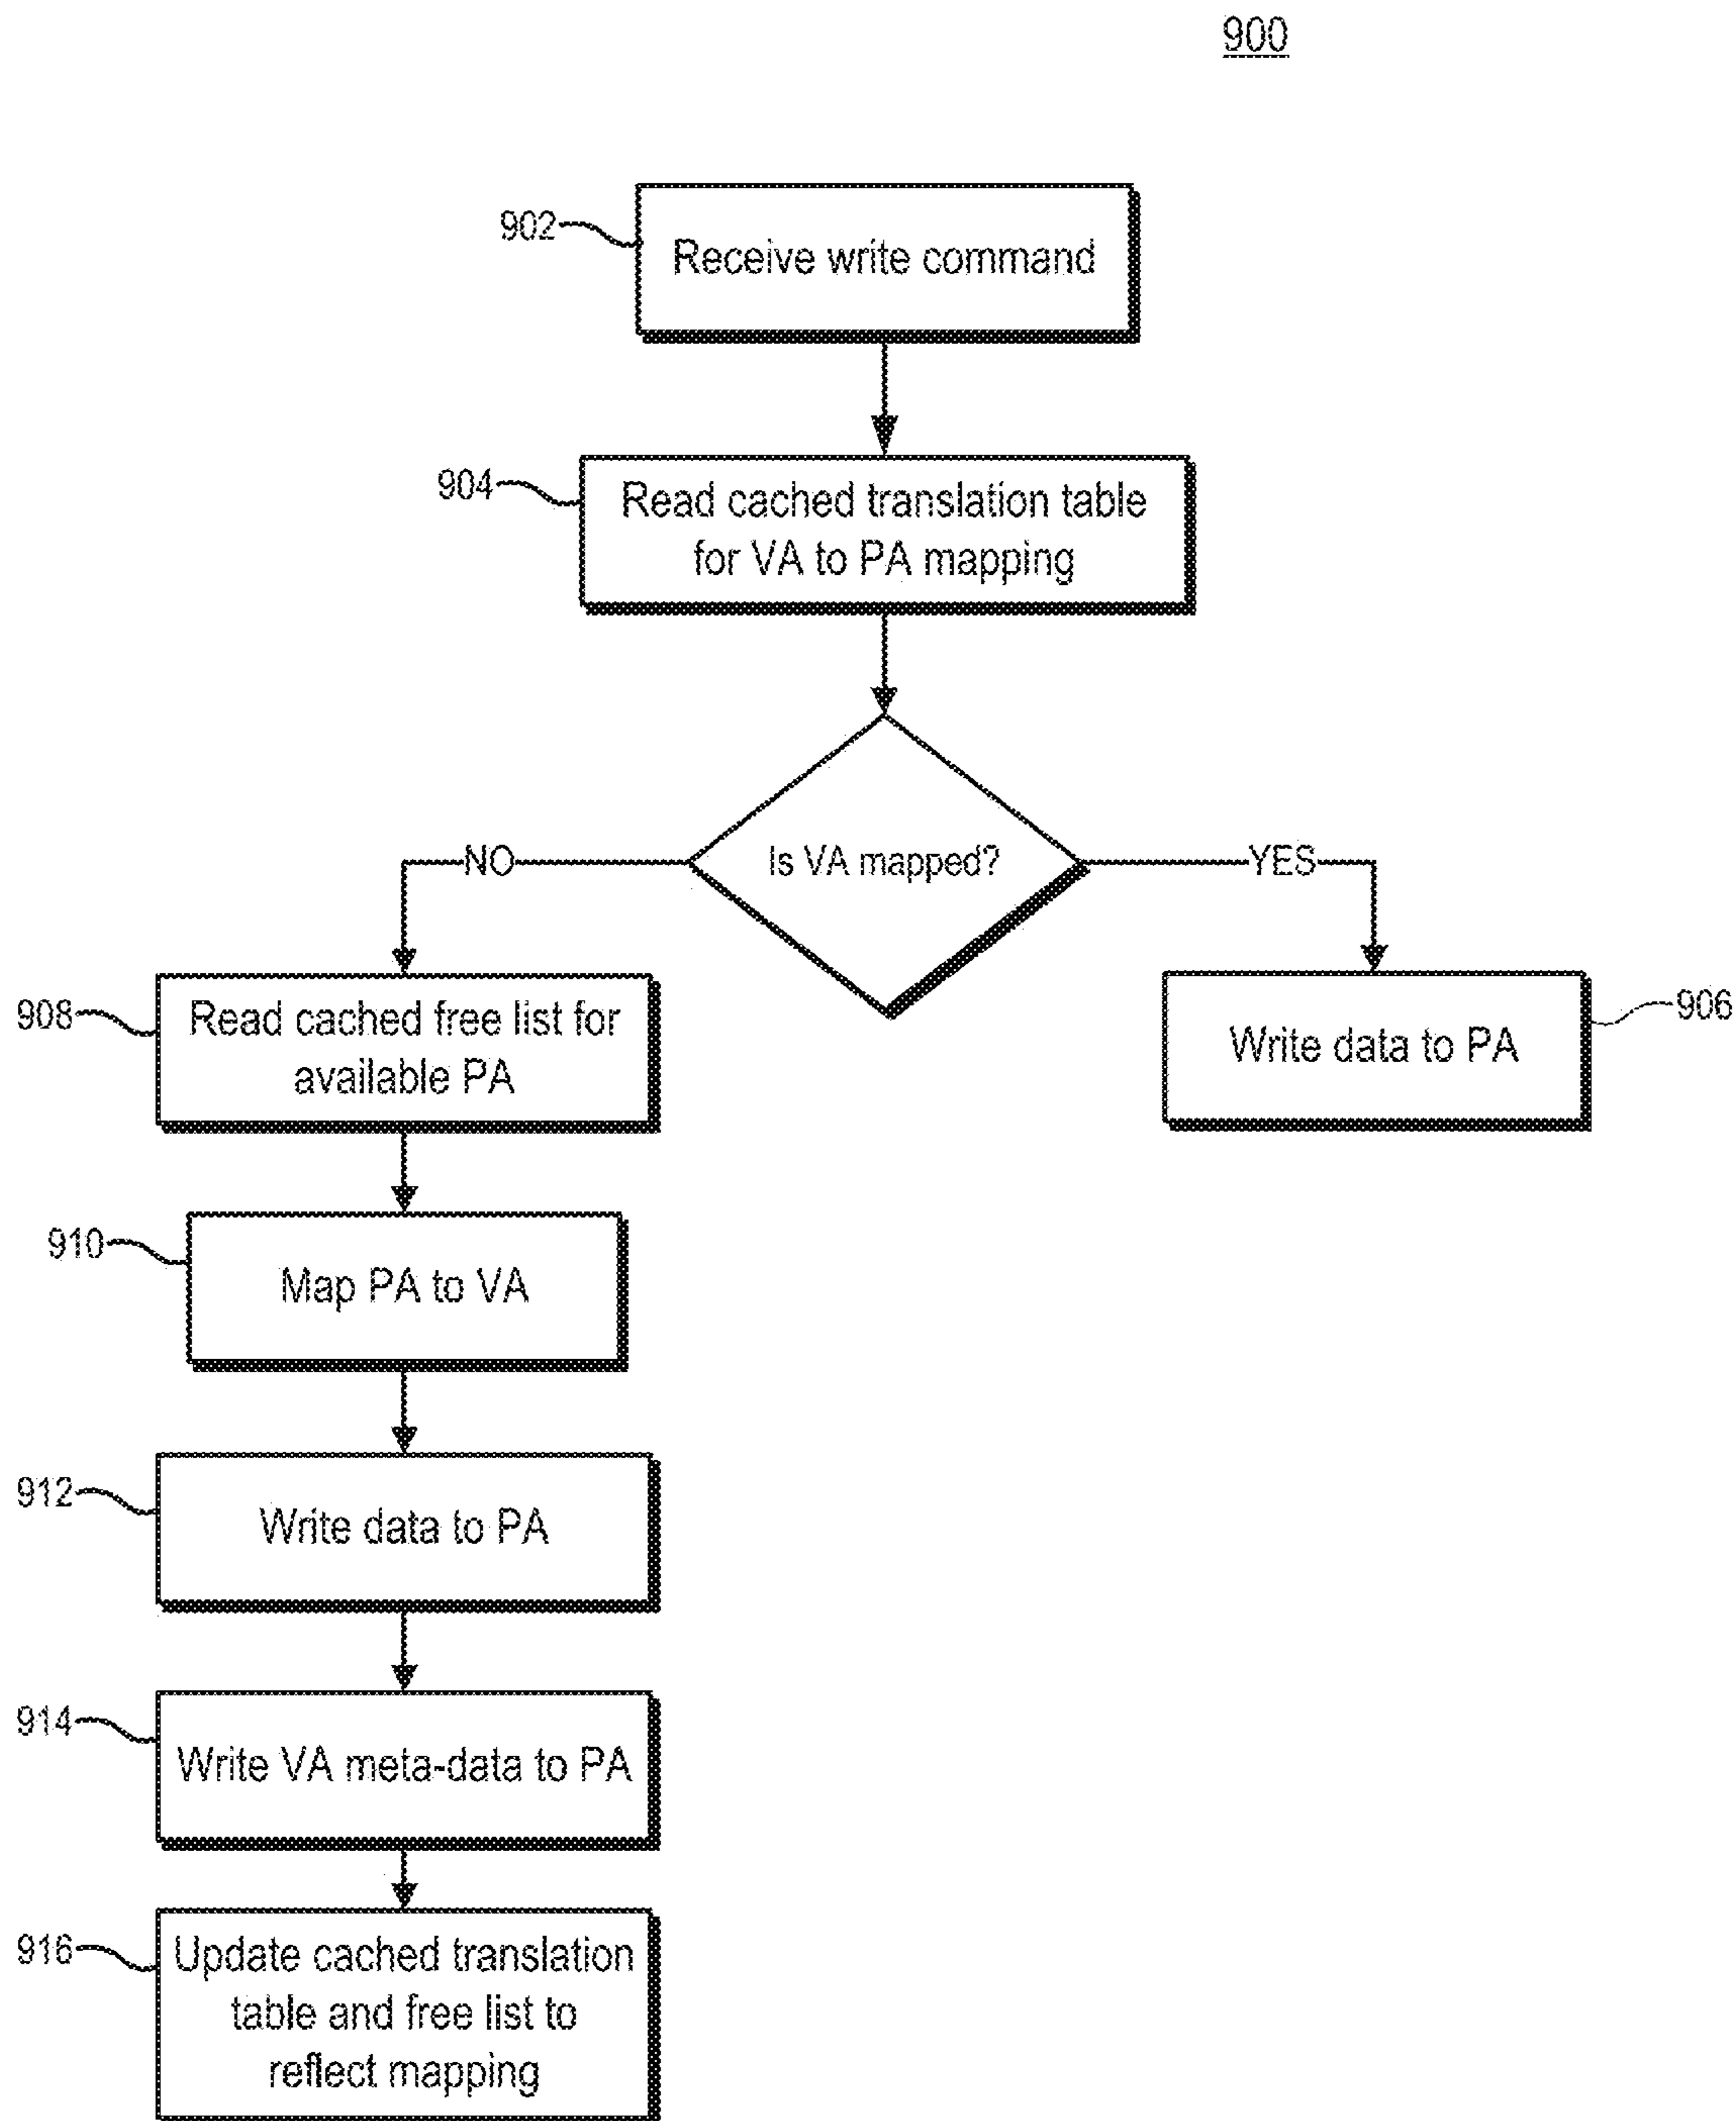 900
902
Receive write command
904
Read cached translation table
for VA to PA mapping
Is VA mapped?
NO
YES
908
Read cached free list for
available PA
906
Write data to PA
910
Map PA to VA
912
Write data to PA
914
Write VA meta-data to PA
916
Update cached translation
table and free list to
reflect mapping